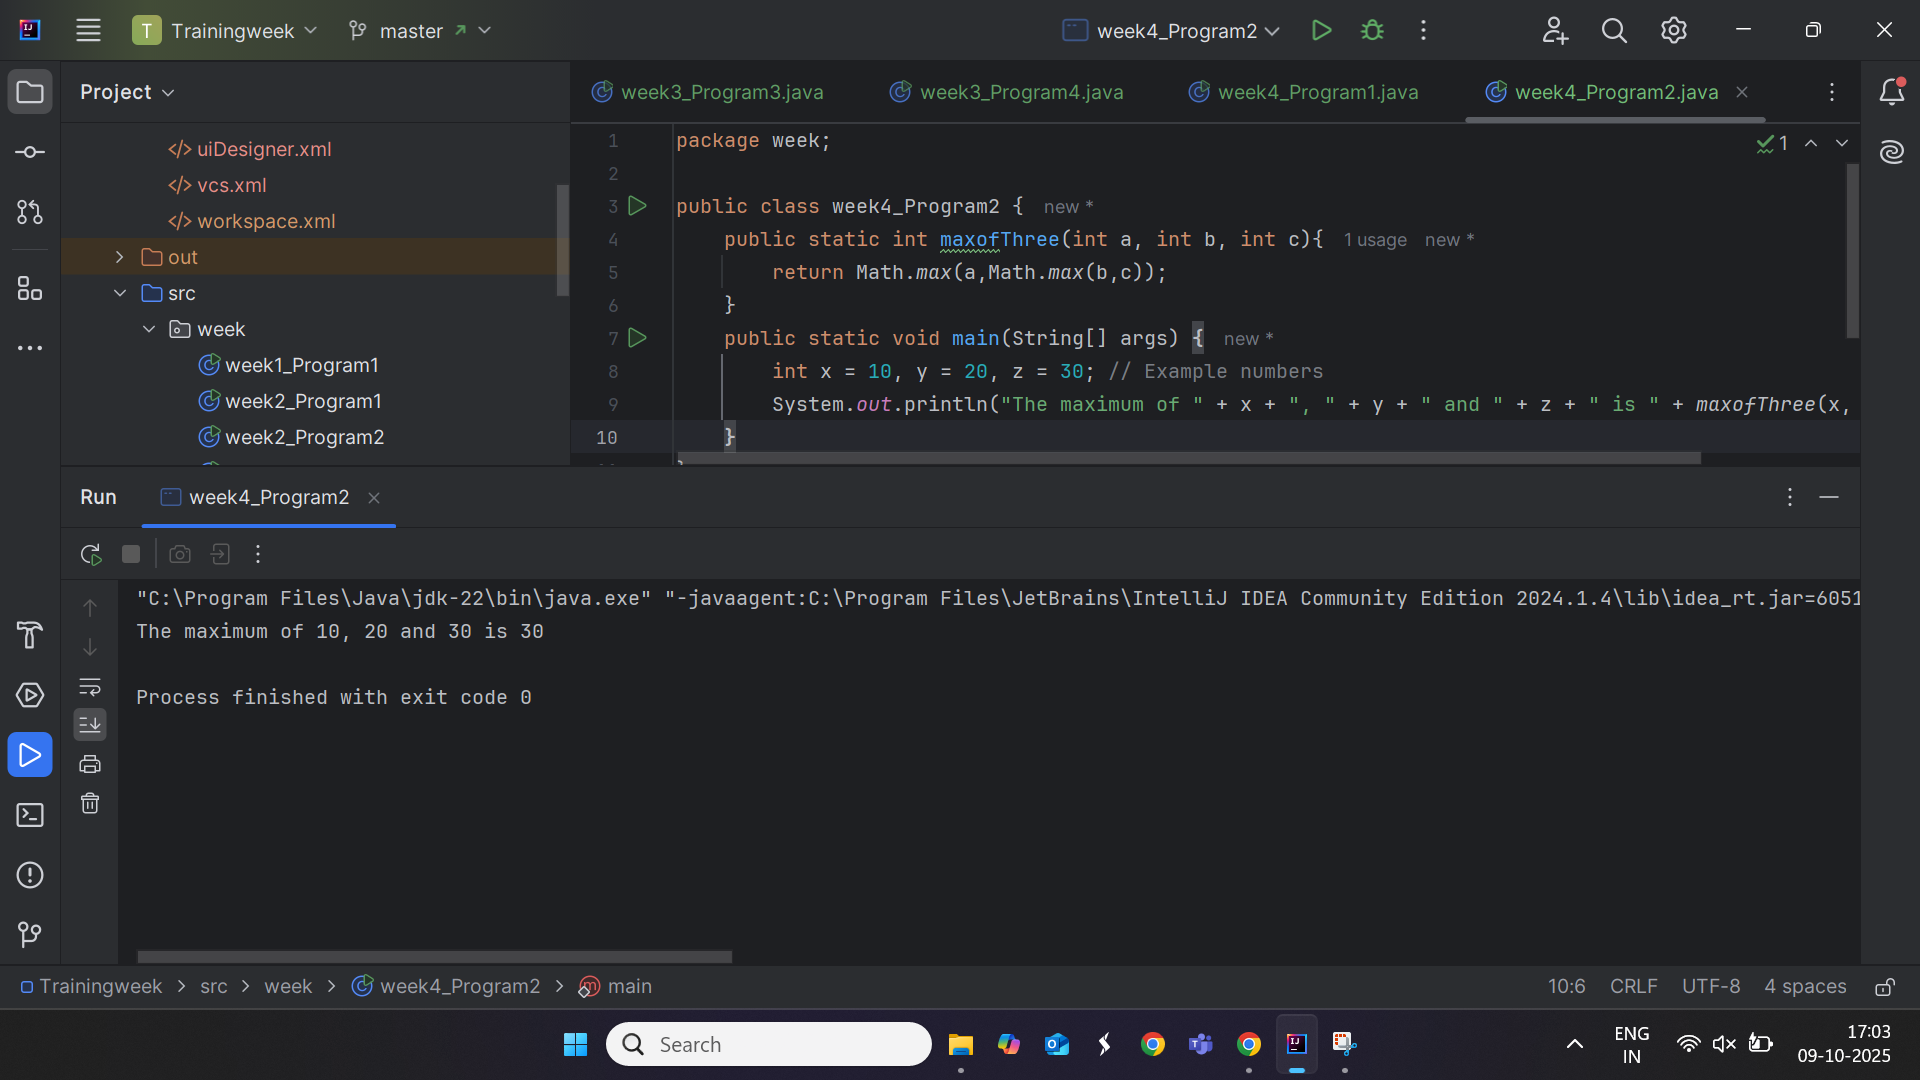 T Trainingweek master week4_Program2
Project
week3_Program3.java week3_Program4.java week4_Program1.java week4_Program2.java
uiDesigner.xml
vcs.xml
workspace.xml
out
src
week
week1_Program1
week2_Program1
week2_Program2
1
1 package week;
2
3 public class week4_Program2 { new *
4 public static int maxofThree(int a, int b, int c){ 1 usage new *
5 return Math.max(a,Math.max(b,c));
6 }
7 public static void main(String[] args) { new *
8 int x = 10, y = 20, z = 30; // Example numbers
9 System.out.println("The maximum of " + x + ", " + y + " and " + z + " is " + maxofThree(x,
10 }
Run week4_Program2
"C:\Program Files\Java\jdk-22\bin\java.exe" "-javaagent:C:\Program Files\JetBrains\IntelliJ IDEA Community Edition 2024.1.4\lib\idea_rt.jar=6051
The maximum of 10, 20 and 30 is 30
Process finished with exit code 0
Trainingweek > src > week > week4_Program2 > main 10:6 CRLF UTF-8 4 spaces
Search
ENG
IN
17:03
09-10-2025